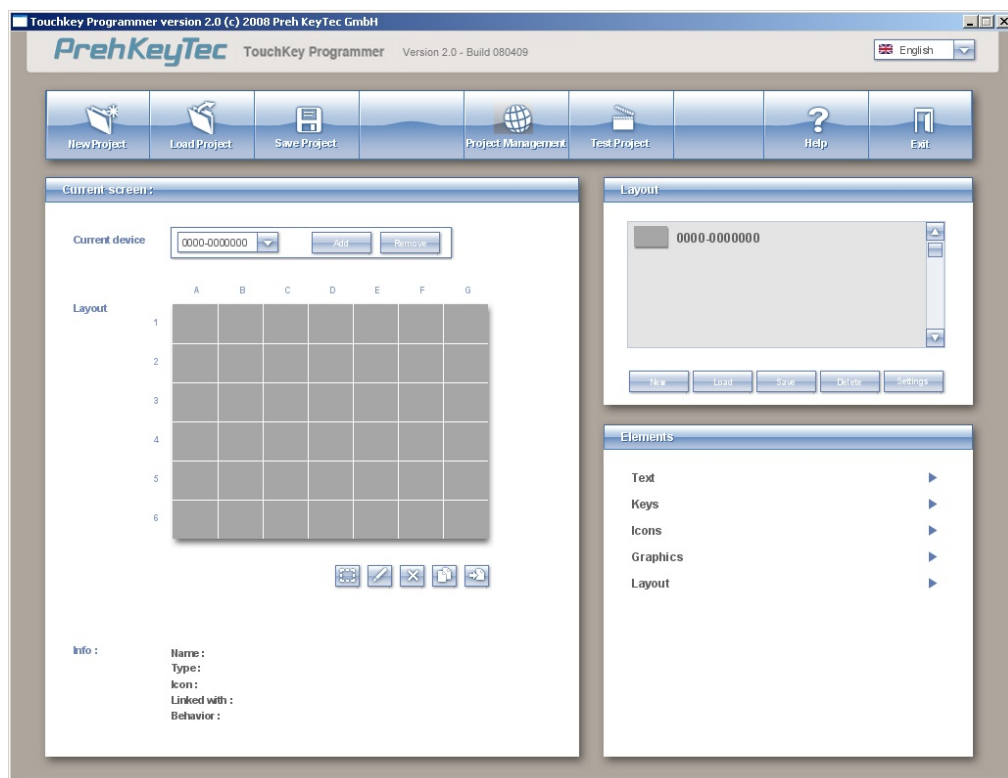 Touchkey Programmer version 2.0 (c) 2008 Preh KeyTec GmbH
PrehKeyTec TouchKey Programmer Version 2.0 - Build 080409
English
New Project Load Project Save Project Project Management Test Project Help Exit
Current screen :
Current device 0000-0000000 Add Remove
A B C D E F G
Layout
1
2
3
4
5
6
Info :
Name :
Type :
Icon :
Linked with :
Behavior :
Layout
0000-0000000
New Load Save Delete Settings
Elements
Text
Keys
Icons
Graphics
Layout